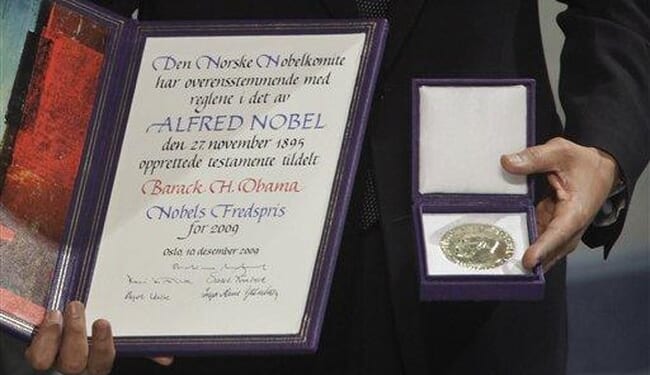 Den Norske Nobelkomite
har overensstemmende med
reglene i det av
ALFRED NOBEL
den 27. november 1895
opprettede testamente tildelt
Barack H. Obama
Nobels Fredspris
for 2009
Oslo, 10 desember 2009